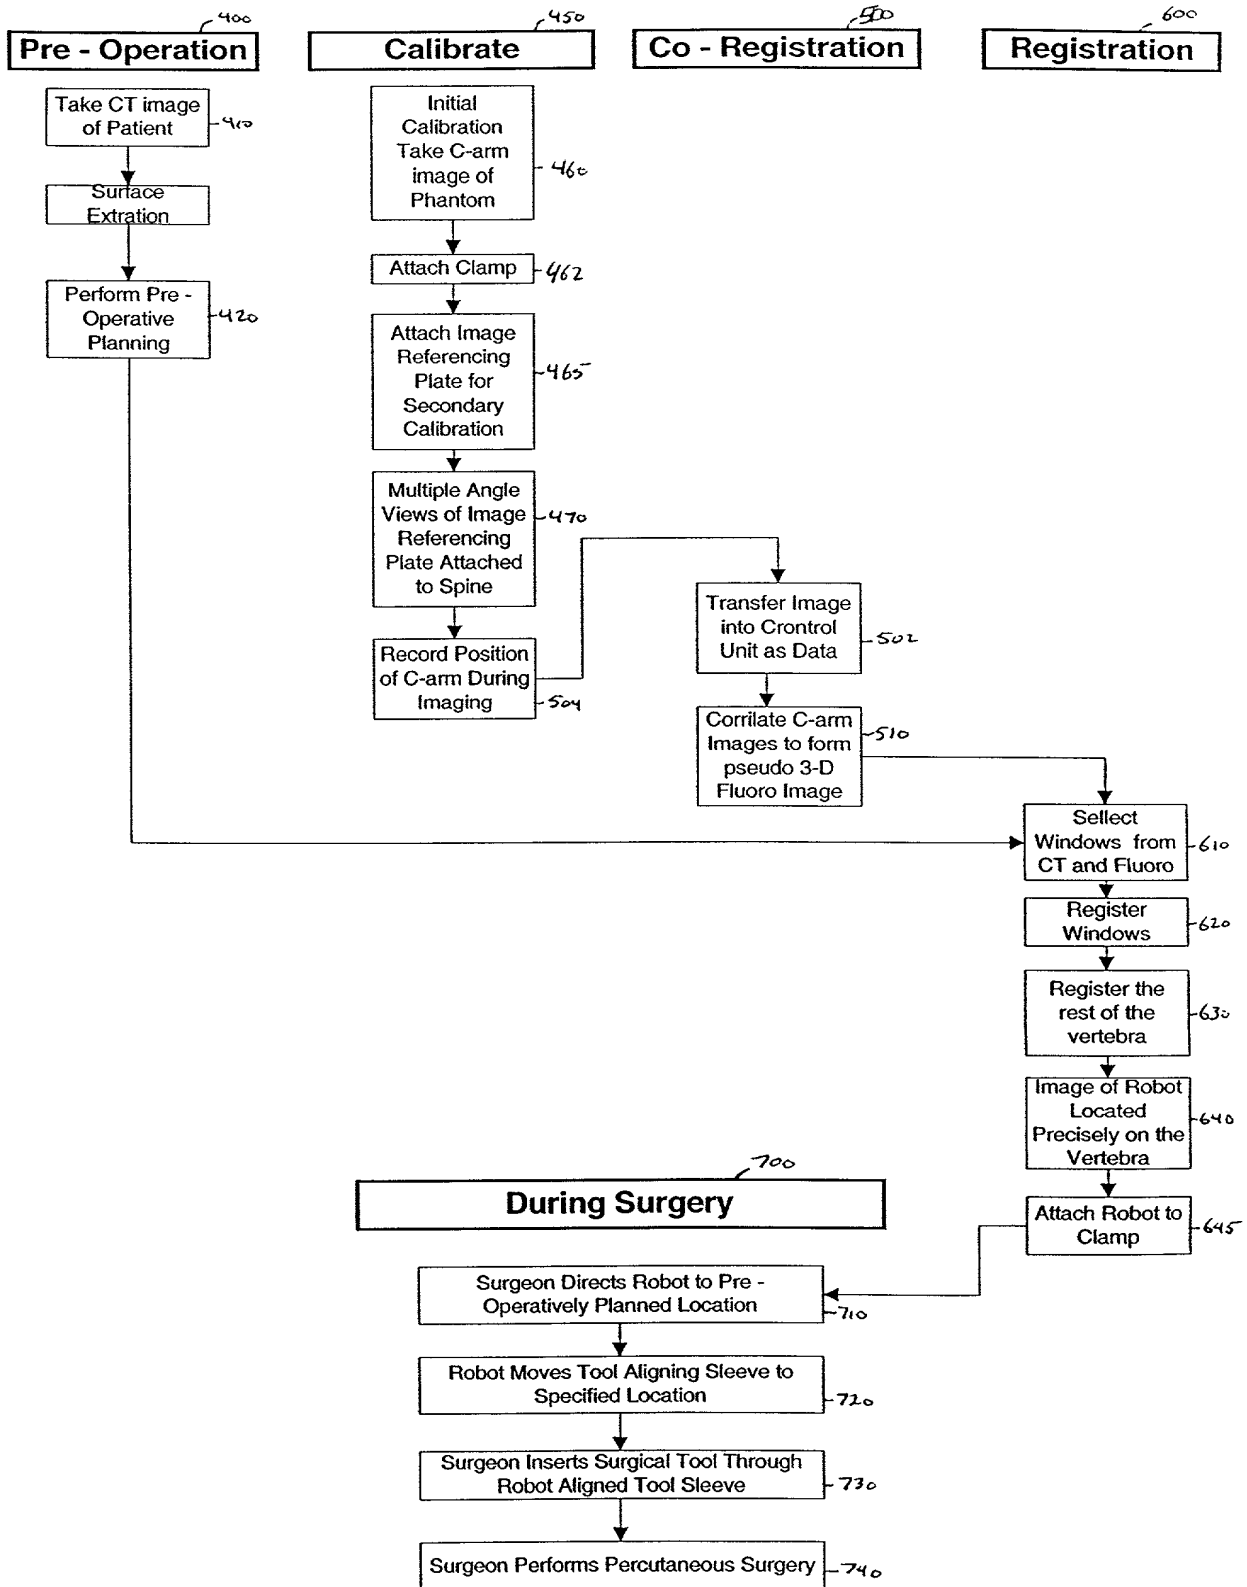 400
Pre - Operation
Take CT image
of Patient
410
Surface
Extration
Perform Pre -
Operative
Planning
420
450
Calibrate
Initial
Calibration
Take C-arm
image of
Phantom
460
Attach Clamp
462
Attach Image
Referencing
Plate for
Secondary
Calibration
465
Multiple Angle
Views of Image
Referencing
Plate Attached
to Spine
470
Record Position
of C-arm During
Imaging
504
500
Co - Registration
Transfer Image
into Crontrol
Unit as Data
502
Corrilate C-arm
Images to form
pseudo 3-D
Fluoro Image
510
600
Registration
Sellect
Windows from
CT and Fluoro
610
Register
Windows
620
Register the
rest of the
vertebra
630
Image of Robot
Located
Precisely on the
Vertebra
640
Attach Robot to
Clamp
645
700
During Surgery
Surgeon Directs Robot to Pre -
Operatively Planned Location
710
Robot Moves Tool Aligning Sleeve to
Specified Location
720
Surgeon Inserts Surgical Tool Through
Robot Aligned Tool Sleeve
730
Surgeon Performs Percutaneous Surgery
740